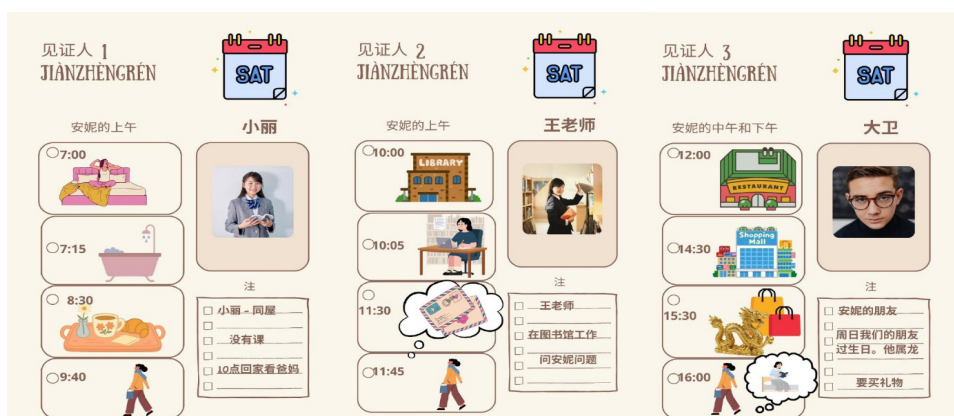 见证人 1
JIÀNZHÈNGRÉN
SAT
安妮的上午
小丽
7:00
7:15
8:30
9:40
注
小丽 - 同屋
没有课
10点回家看爸妈
见证人 2
JIÀNZHÈNGRÉN
SAT
安妮的上午
王老师
10:00
LIBRARY
10:05
11:30
11:45
注
王老师
在图书馆工作
问安妮问题
见证人 3
JIÀNZHÈNGRÉN
SAT
安妮的中午和下午
大卫
12:00
RESTAURANT
14:30
Shopping
Mall
15:30
16:00
注
安妮的朋友
周日我们的朋友
过生日。他属龙
要买礼物